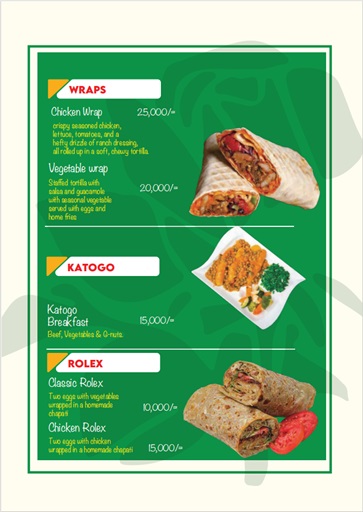 WRAPS
Chicken Wrap 25,000/=
crispy seasoned chicken,
lettuce, tomatoes, and a
hefty drizzle of ranch dressing,
all rolled up in a soft, chewy tortilla.
Vegetable wrap
Steffed tortilla with
salsa and guacamole
with seasonal vegetable
served with eggs and
home fries
20,000/=
KATOGO
Katogo
Breakfast 15,000/=
Beef, Vegetables & G-nuts.
ROLEX
Classic Rolex
Two eggs with vegetables
wrapped in a homemade
chapati
10,000/=
Chicken Rolex
Two eggs with chicken
wrapped in a homemade chapati 15,000/=